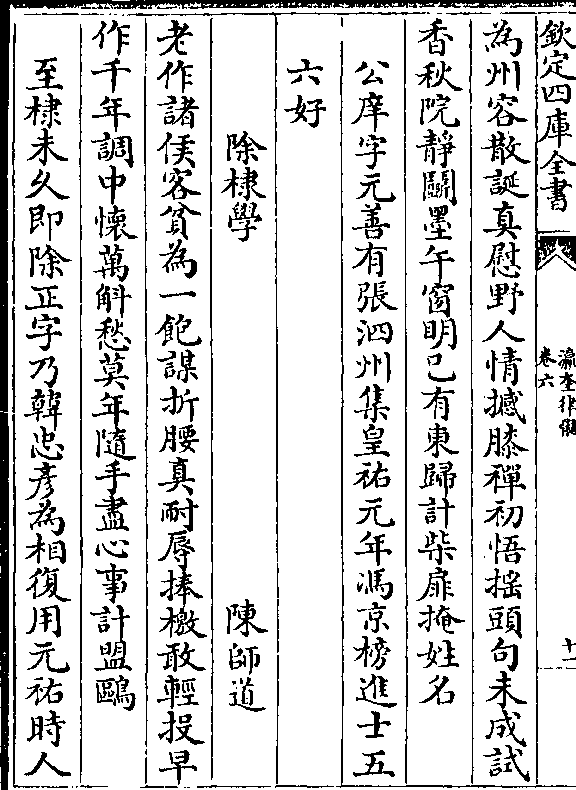 欽定四庫全書
瀛奎律髓
卷六
十一
為州容散誕真慰野人情撼膝禪初悟揺頭句未成試
香秋院靜鬭墨午窗明已有東歸計柴扉掩姓名
公庠字元善有張泗州集皇祐元年馮京榜進士五
六好
除棣學 陳師道
老作諸侯客貧為一飽謀折腰真耐辱捧檄敢輕投早
作千年調中懷萬斛愁莫年隨手盡心事計盟鷗
至棣未久即除正字乃韓忠彥為相復用元祐時人